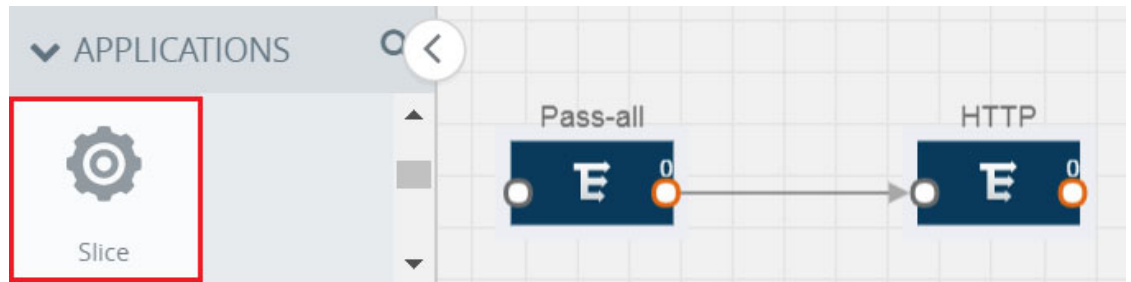 APPLICATIONS
Slice
Pass-all
0
HTTP
0